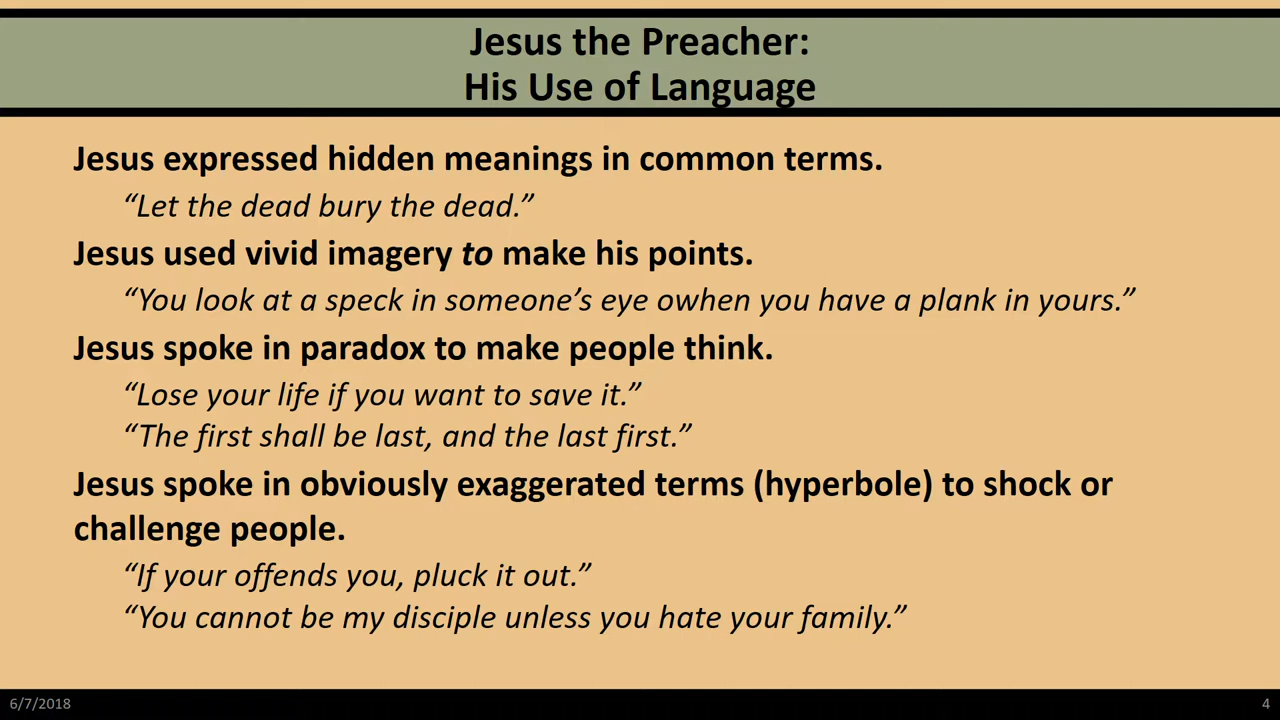 Jesus the Preacher:
His Use of Language
Jesus expressed hidden meanings in common terms.
“Let the dead bury the dead.”
Jesus used vivid imagery to make his points.
“You look at a speck in someone’s eye owhen you have a plank in yours.”
Jesus spoke in paradox to make people think.
“Lose your life if you want to save it.”
“The first shall be last, and the last first.”
Jesus spoke in obviously exaggerated terms (hyperbole) to shock or
challenge people.
“If your offends you, pluck it out.”
“You cannot be my disciple unless you hate your family.”
6/7/2018
4